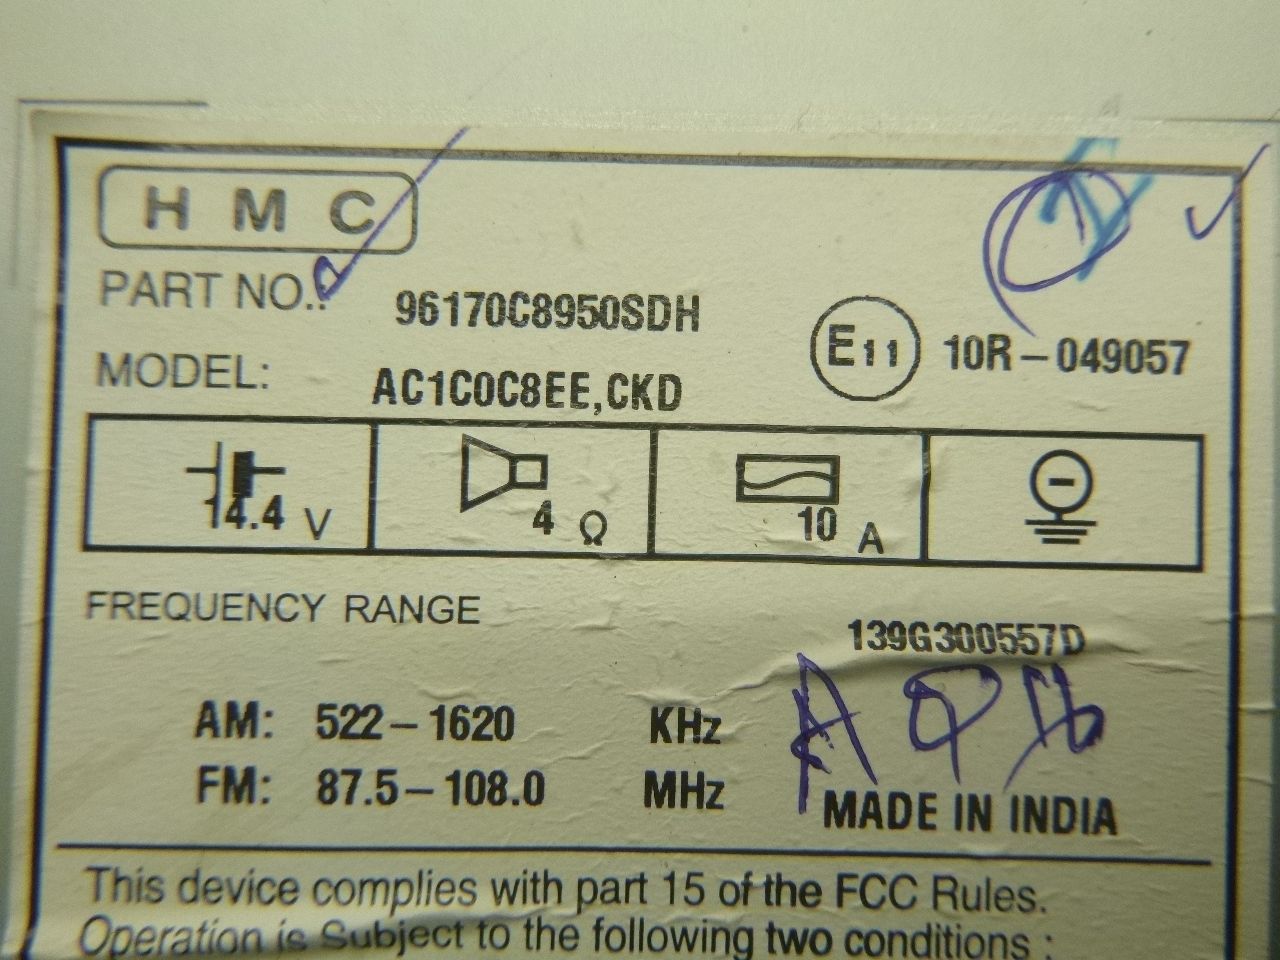 HMC
PART NO.: 96170C8950SDH
MODEL: AC1C0C8EE,CKD
E11 10R-049057
14.4 V 4 Ω 10 A
FREQUENCY RANGE
139G300557D
AM: 522-1620 KHz
FM: 87.5-108.0 MHz
MADE IN INDIA
This device complies with part 15 of the FCC Rules.
Operation is Subject to the following two conditions :